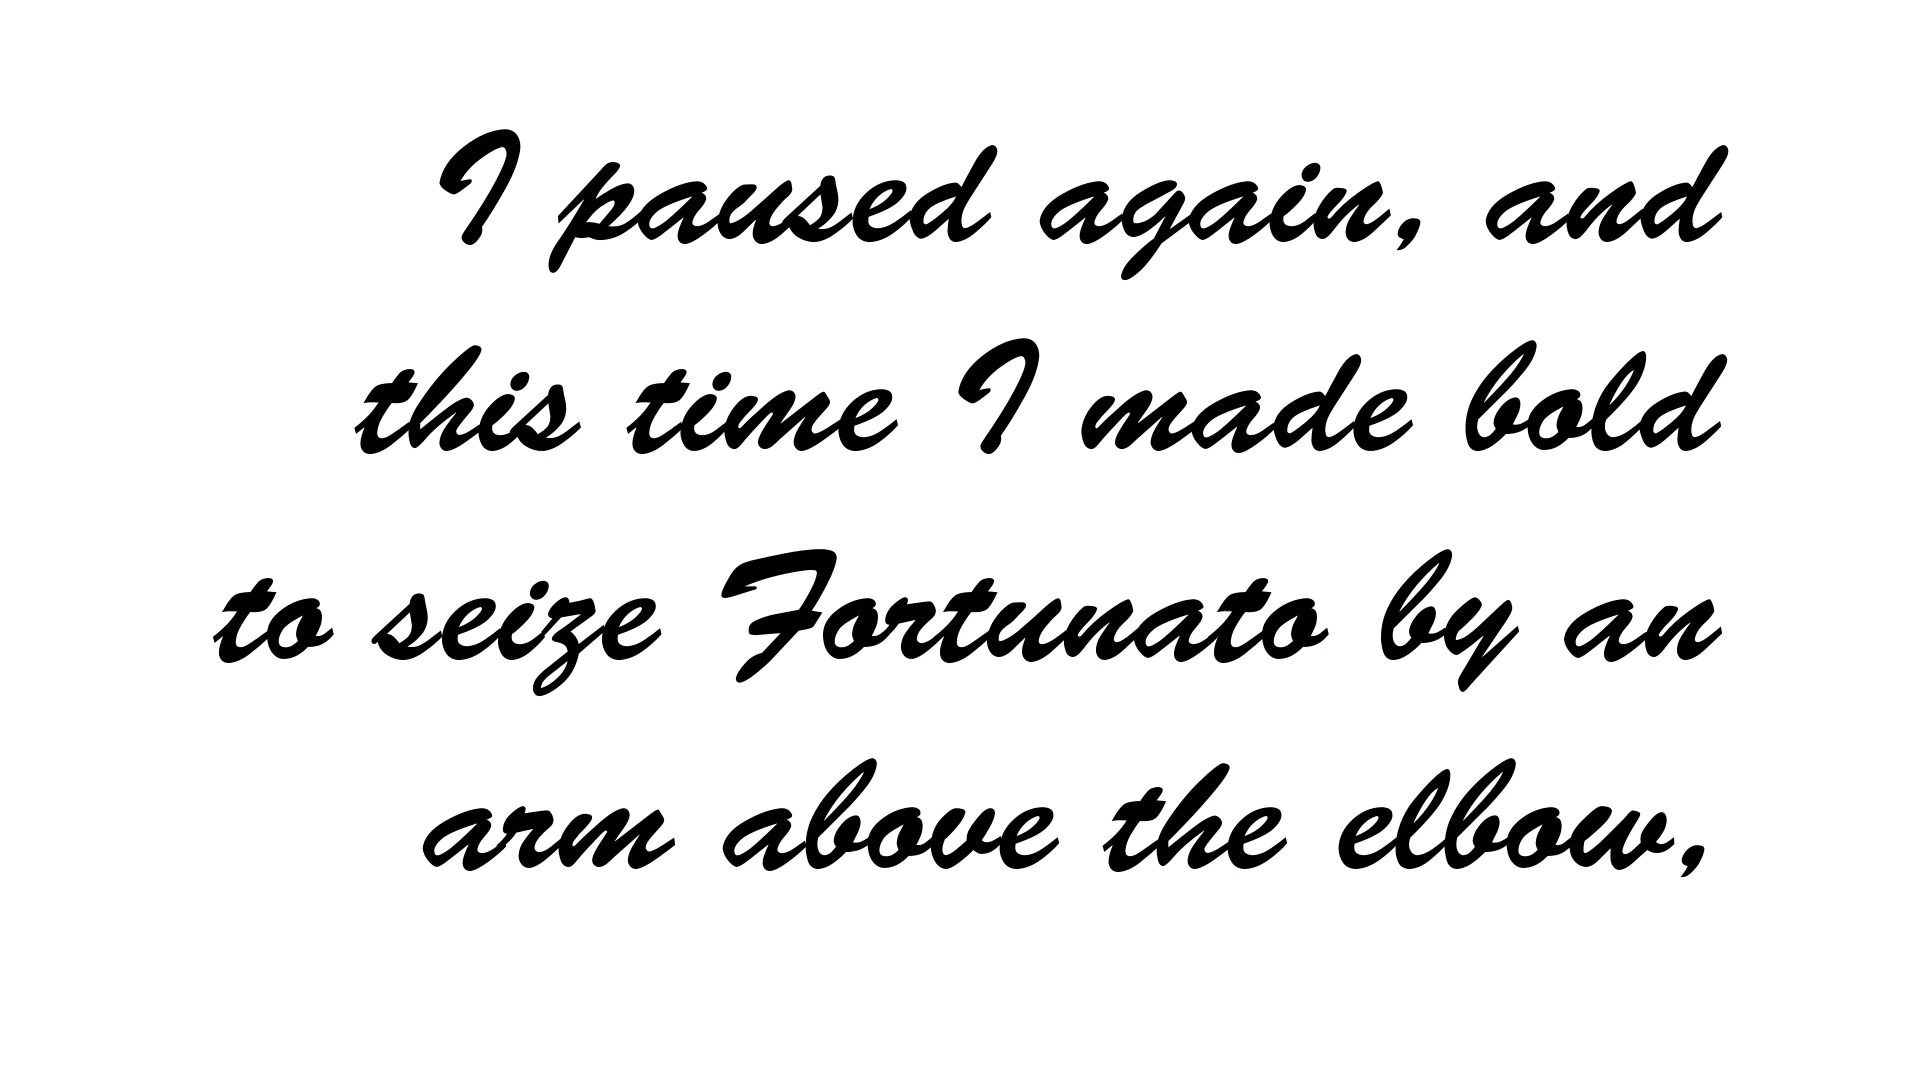 I paused again, and
this time I made bold
to seize Fortunato by an
arm above the elbow,